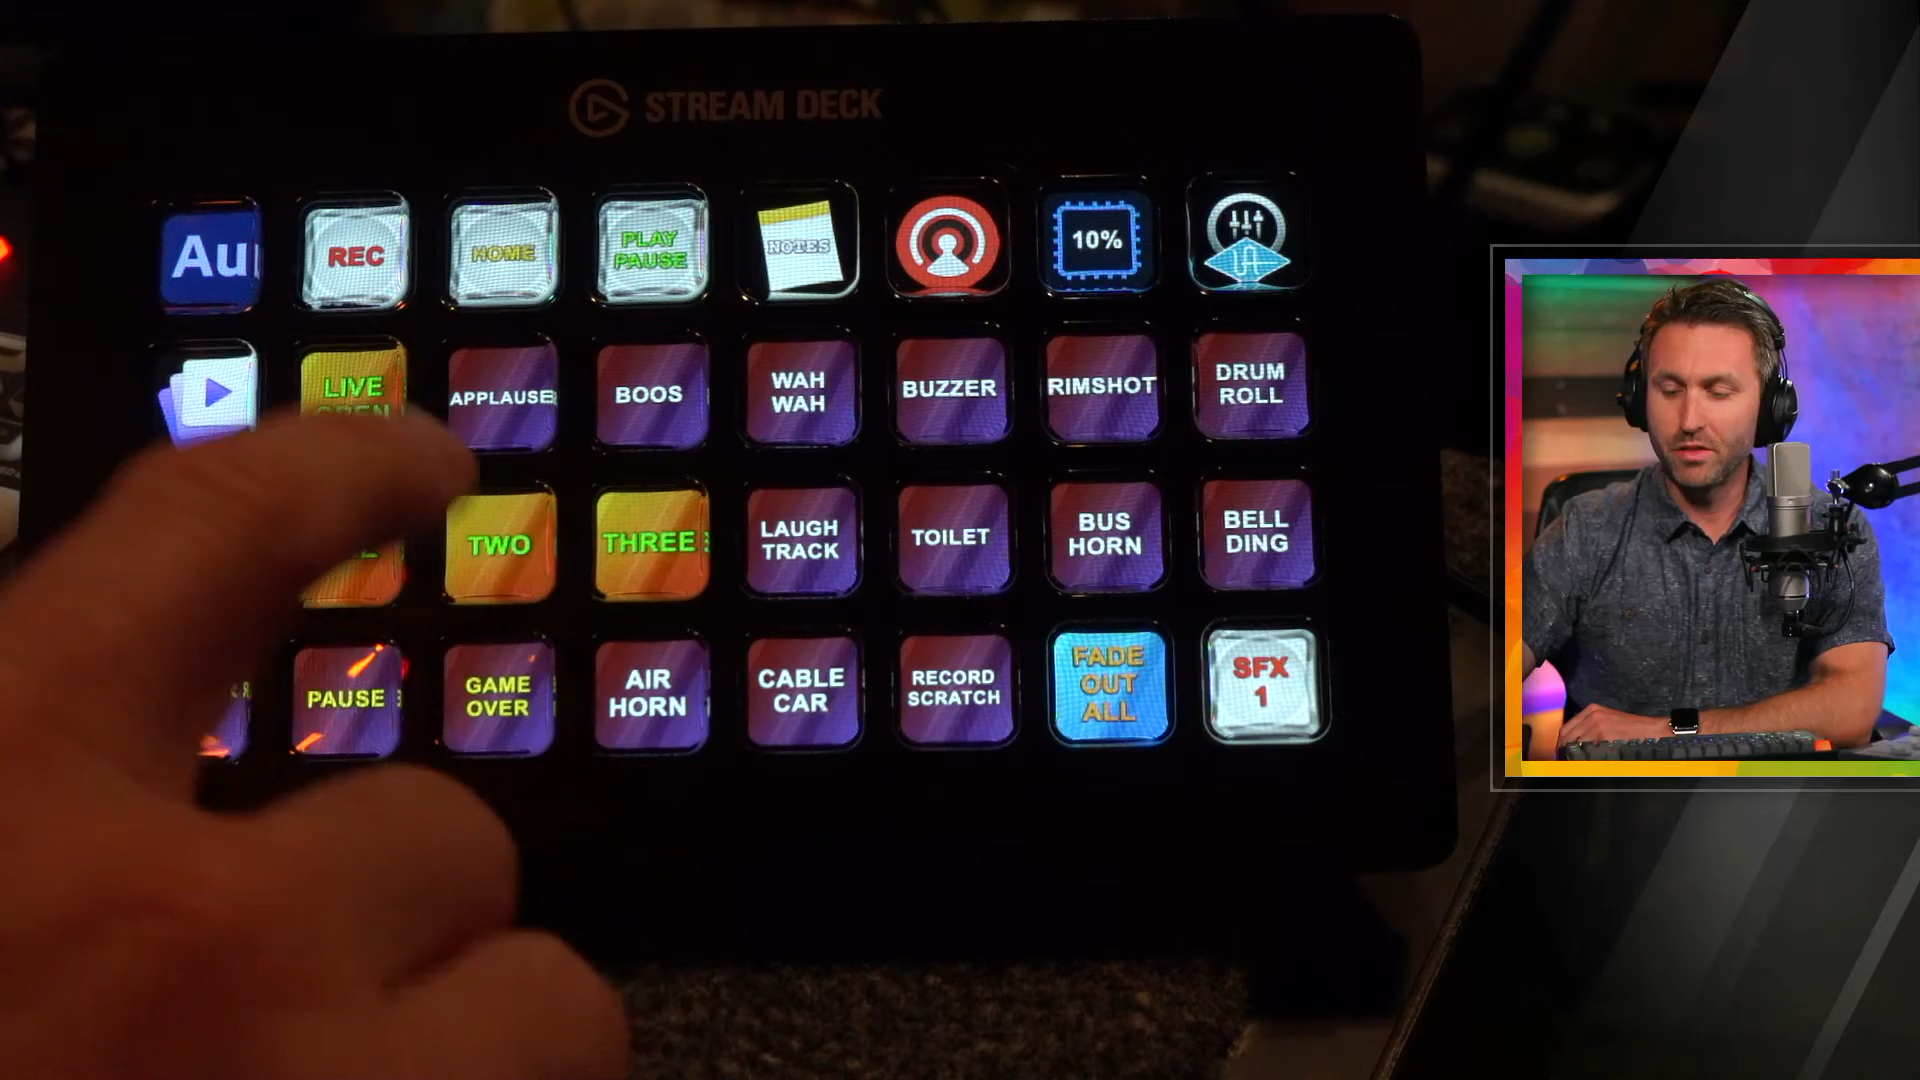 STREAM DECK
Au
REC
HOME
PLAY
PAUSE
NOTES
10%
UA
LIVE
OPEN
APPLAUSE
BOOS
WAH
WAH
BUZZER
RIMSHOT
DRUM
ROLL
TWO
THREE
LAUGH
TRACK
TOILET
BUS
HORN
BELL
DING
PAUSE
GAME
OVER
AIR
HORN
CABLE
CAR
RECORD
SCRATCH
FADE
OUT
ALL
SFX
1